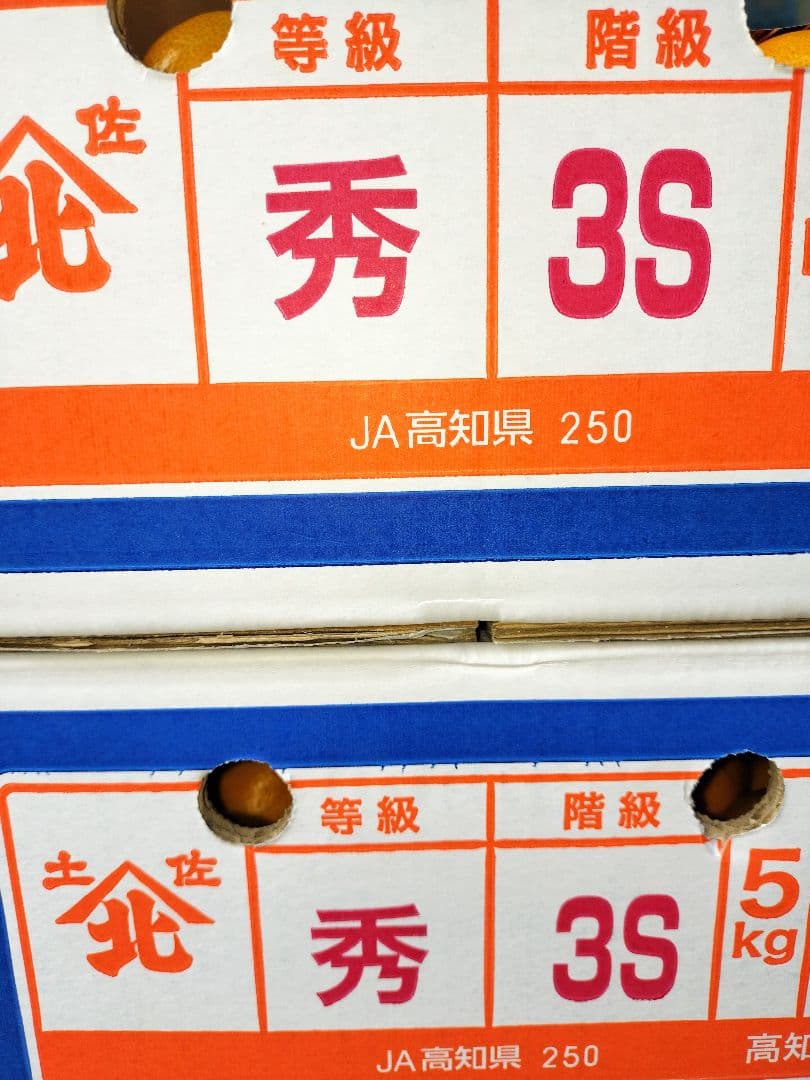 等級 階級
佐
北
秀 3S
JA高知県 250
等級 階級
土 佐
北
秀 3S
5
kg
JA高知県 250
高知